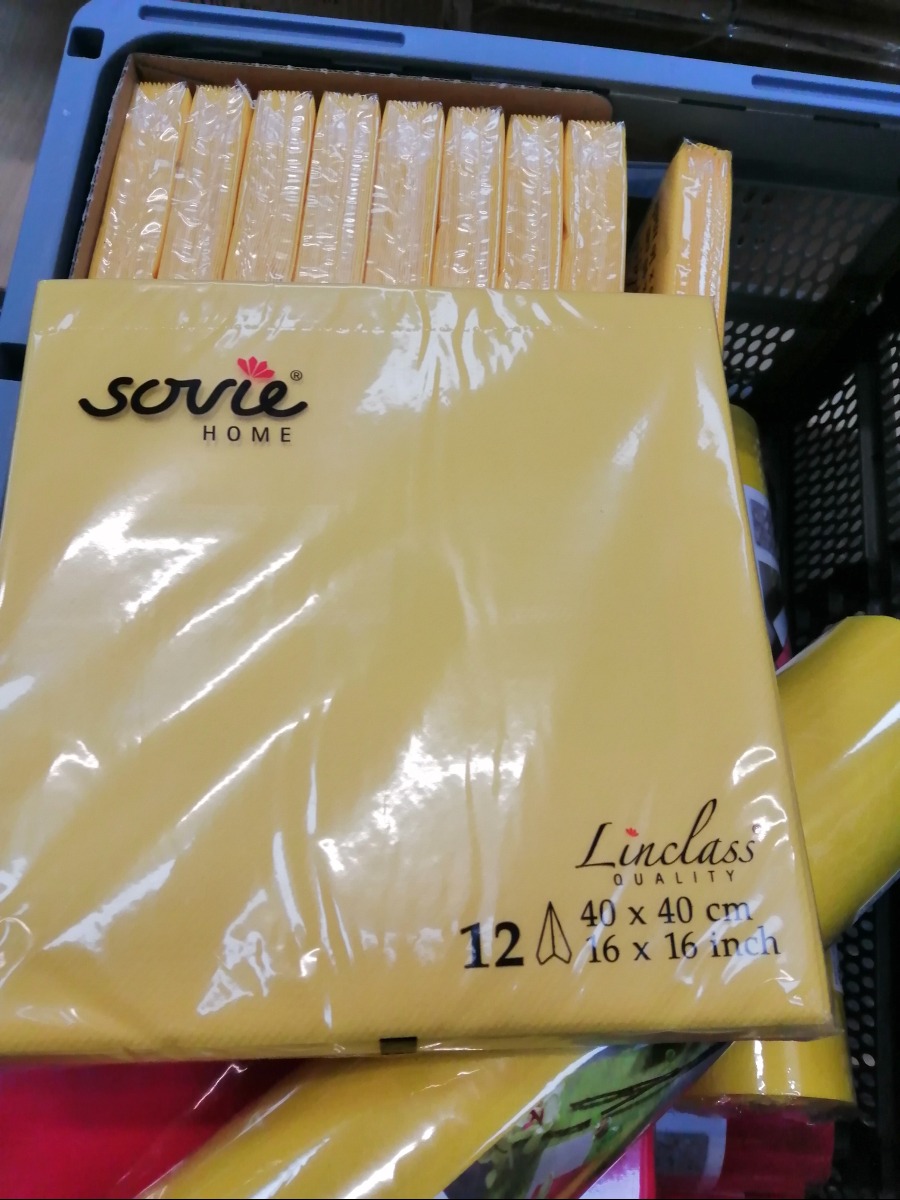 sovie®
HOME
Linclass®
QUALITY
12
40 x 40 cm
16 x 16 inch